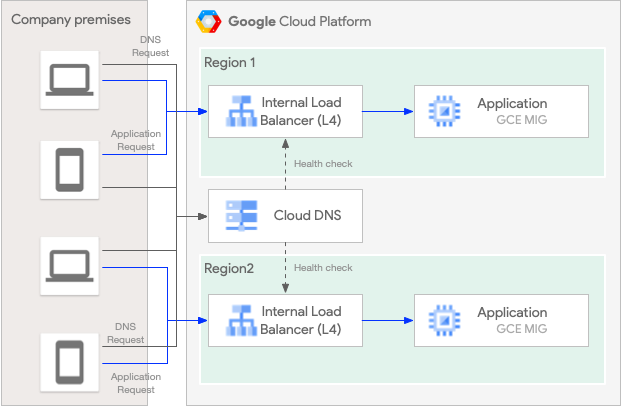 Company premises
Google Cloud Platform
DNS
Request
Application
Request
DNS
Request
Application
Request
Region 1
Internal Load
Balancer (L4)
Application
GCE MIG
Health check
Cloud DNS
Health check
Region2
Internal Load
Balancer (L4)
Application
GCE MIG